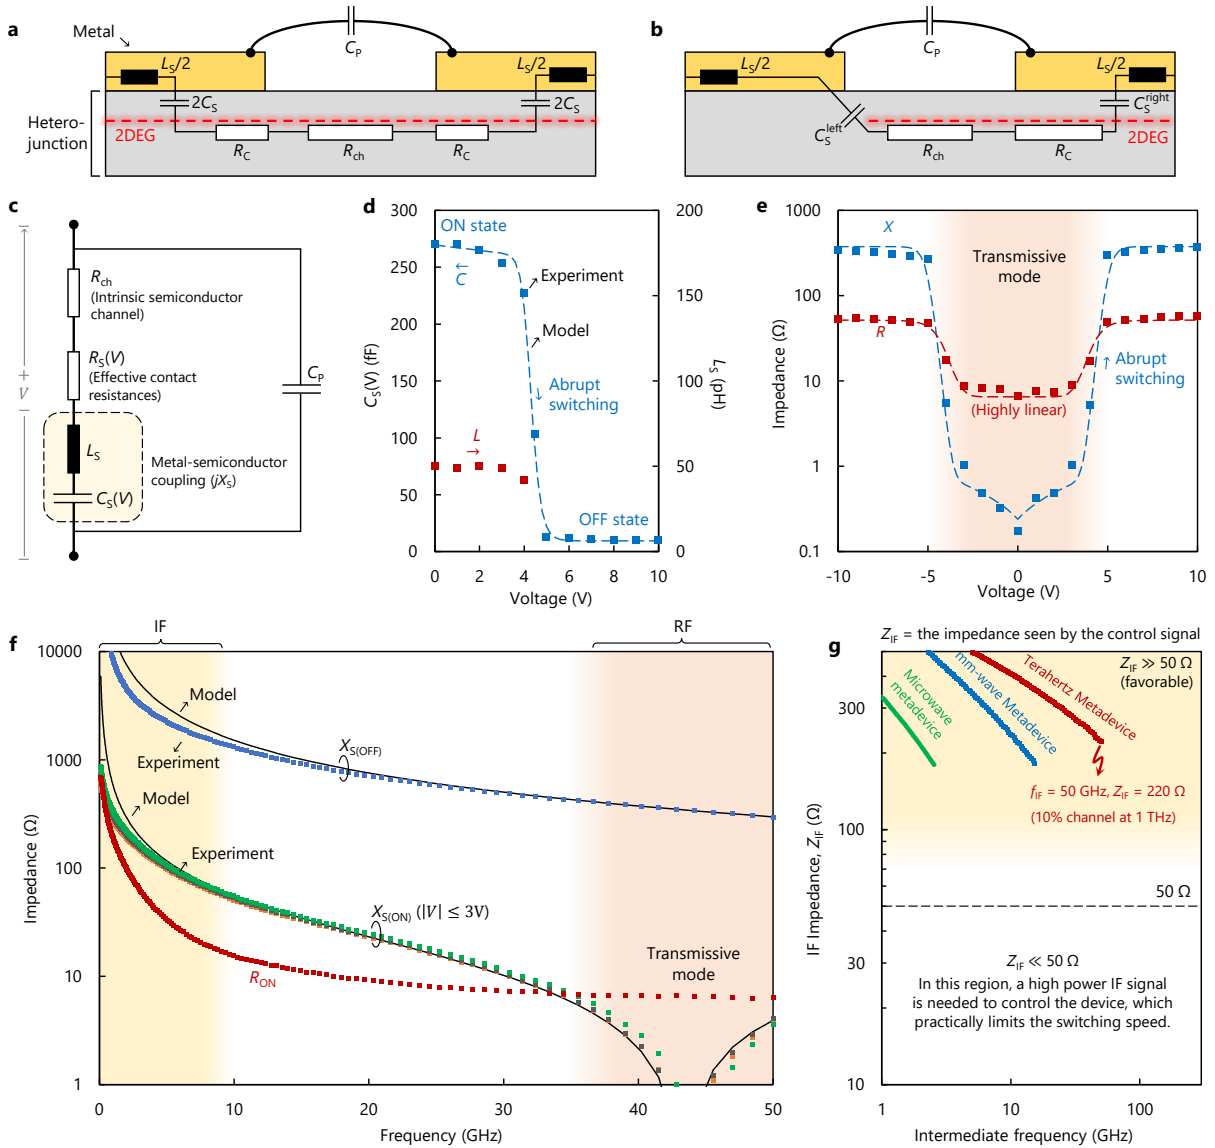 a
Metal
C_P
L_S/2
L_S/2
2C_S
2C_S
Hetero-
junction
2DEG
R_C
R_ch
R_C
b
C_P
L_S/2
L_S/2
C_S^left
C_S^right
R_ch
R_C
2DEG
c
+
V
R_ch
(Intrinsic semiconductor
channel)
R_S(V)
(Effective contact
resistances)
L_S
C_S(V)
Metal-semiconductor
coupling (jX_S)
C_P
d
300
250
200
150
100
50
0
C_S(V) (fF)
200
150
100
50
0
L_S (pH)
ON state
←
C
Experiment
Model
Abrupt
switching
L
→
OFF state
0
2
4
6
8
10
Voltage (V)
e
1000
100
10
1
0.1
Impedance (Ω)
X
Transmissive
mode
R
(Highly linear)
Abrupt
switching
-10
-5
0
5
10
Voltage (V)
f
IF
RF
10000
1000
100
10
1
Impedance (Ω)
Model
Experiment
X_S(OFF)
Model
Experiment
X_S(ON) (|V| ≤ 3V)
R_ON
Transmissive
mode
0
10
20
30
40
50
Frequency (GHz)
Z_IF = the impedance seen by the control signal
g
300
100
30
10
IF Impedance, Z_IF (Ω)
Z_IF ≫ 50 Ω
(favorable)
Microwave
metadevice
mm-wave Metadevice
Terahertz Metadevice
f_IF = 50 GHz, Z_IF = 220 Ω
(10% channel at 1 THz)
50 Ω
Z_IF ≪ 50 Ω
In this region, a high power IF signal
is needed to control the device, which
practically limits the switching speed.
1
10
100
Intermediate frequency (GHz)